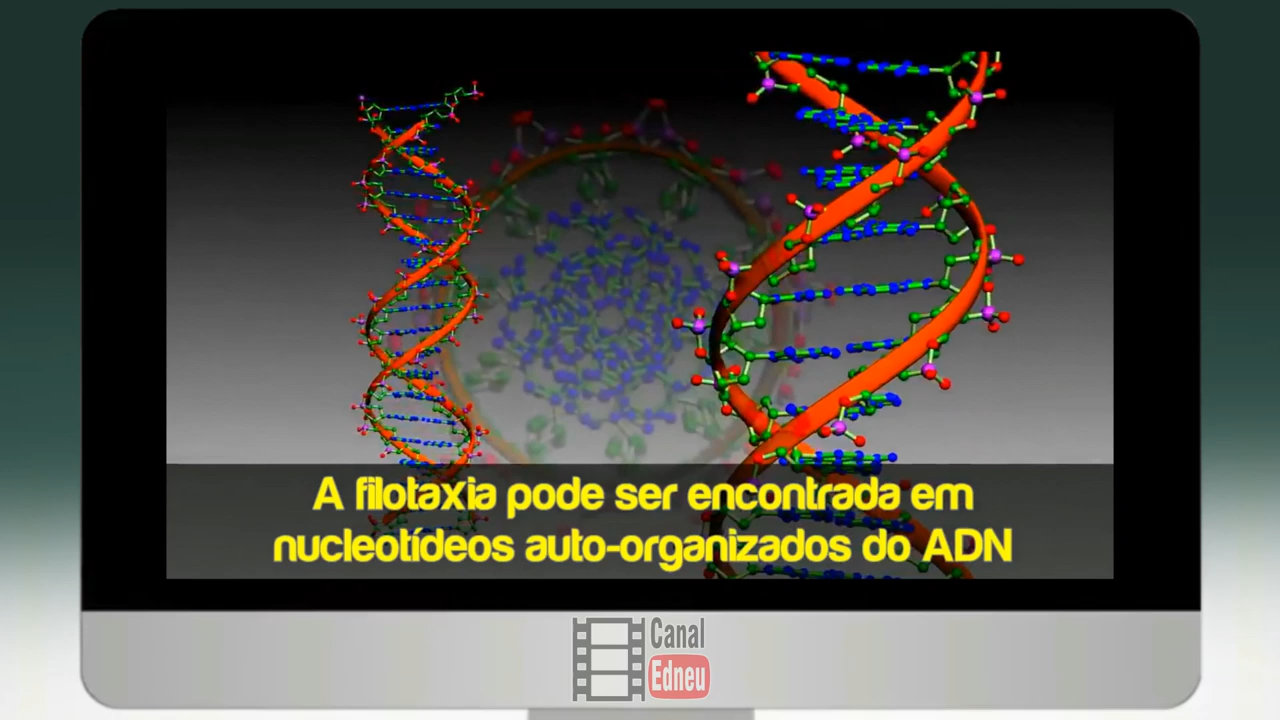 A filotaxia pode ser encontrada em
nucleotídeos auto-organizados do ADN
Canal
Edneu